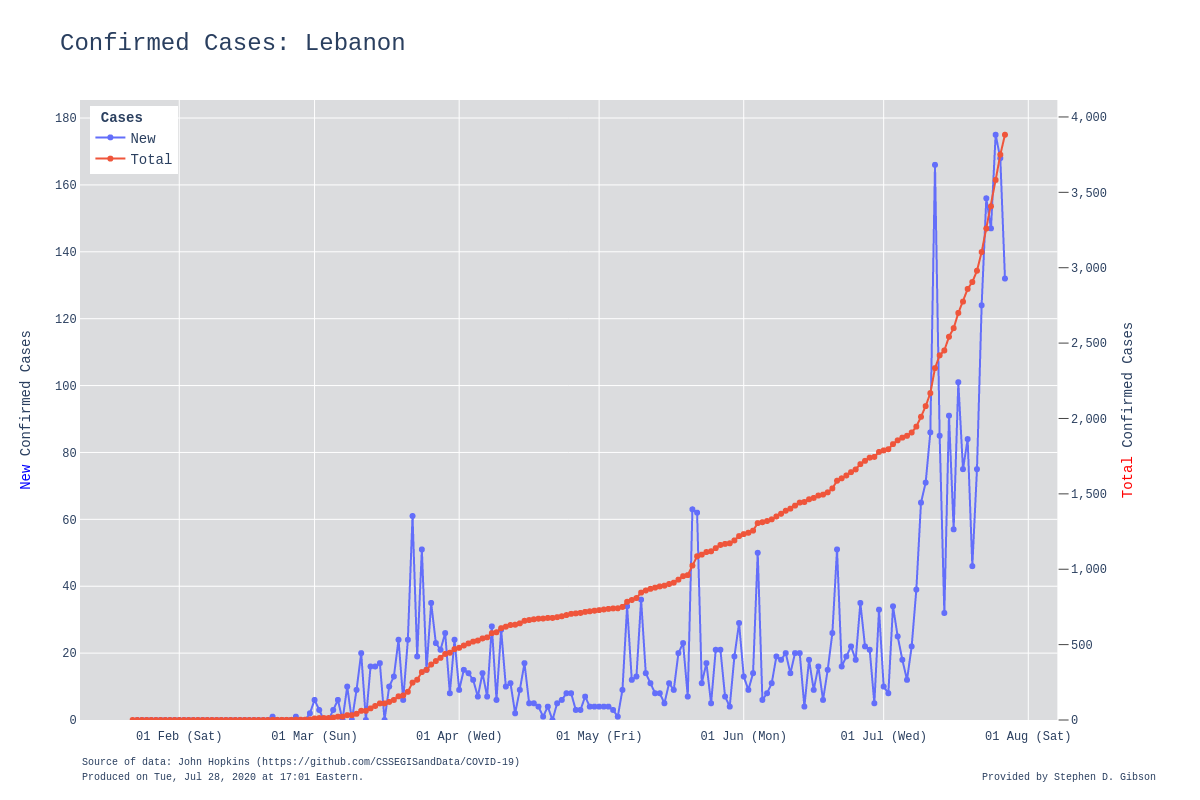 Confirmed Cases: Lebanon
Cases
New
Total
180
160
140
120
100
80
60
40
20
0
4,000
3,500
3,000
2,500
2,000
1,500
1,000
500
0
New Confirmed Cases
Total Confirmed Cases
01 Feb (Sat)
01 Mar (Sun)
01 Apr (Wed)
01 May (Fri)
01 Jun (Mon)
01 Jul (Wed)
01 Aug (Sat)
Source of data: John Hopkins (https://github.com/CSSEGISandData/COVID-19)
Produced on Tue, Jul 28, 2020 at 17:01 Eastern.
Provided by Stephen D. Gibson